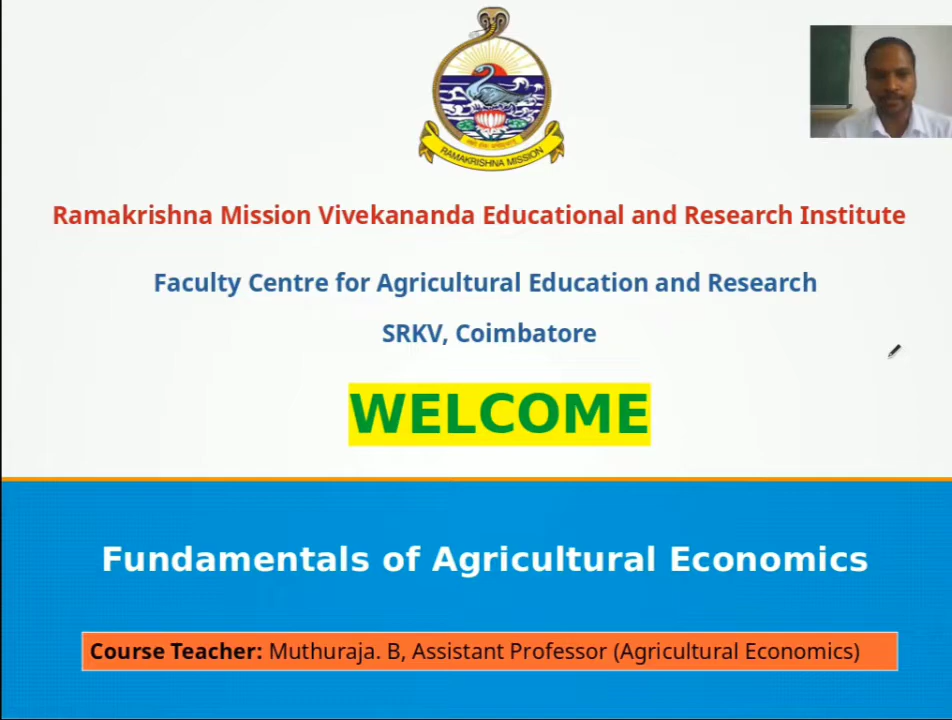 RAMAKRISHNA MISSION
Ramakrishna Mission Vivekananda Educational and Research Institute
Faculty Centre for Agricultural Education and Research
SRKV, Coimbatore
WELCOME
Fundamentals of Agricultural Economics
Course Teacher: Muthuraja. B, Assistant Professor (Agricultural Economics)